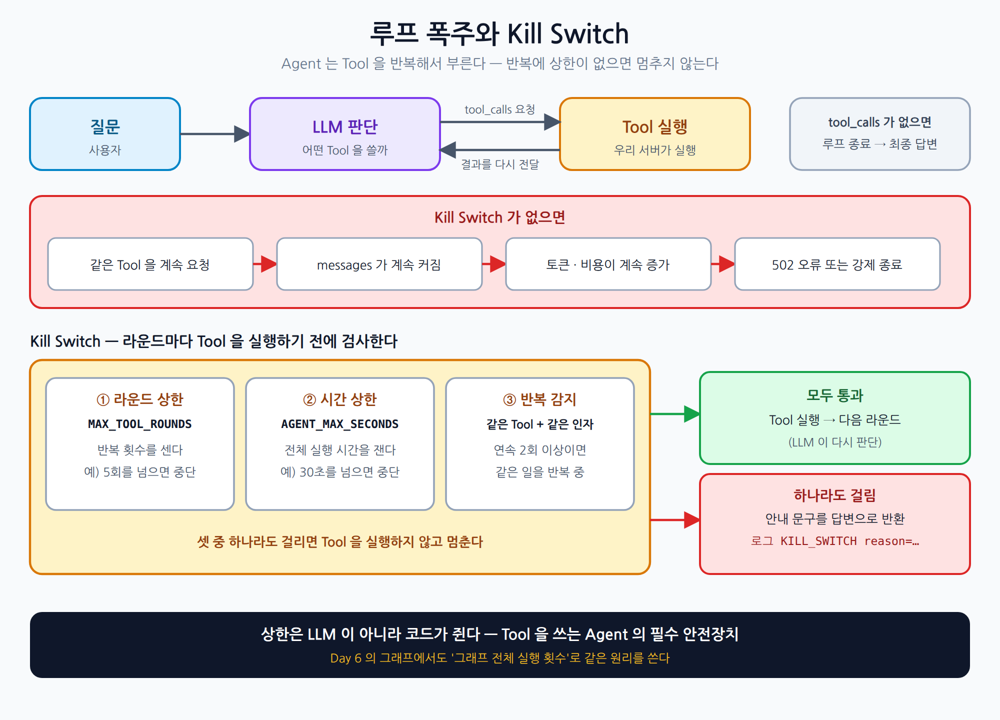 루프 폭주와 Kill Switch
Agent 는 Tool 을 반복해서 부른다 — 반복에 상한이 없으면 멈추지 않는다
질문
사용자
LLM 판단
어떤 Tool 을 쓸까
tool_calls 요청
결과를 다시 전달
Tool 실행
우리 서버가 실행
tool_calls 가 없으면
루프 종료 → 최종 답변
Kill Switch 가 없으면
같은 Tool 을 계속 요청
messages 가 계속 커짐
토큰 · 비용이 계속 증가
502 오류 또는 강제 종료
Kill Switch — 라운드마다 Tool 을 실행하기 전에 검사한다
① 라운드 상한
MAX_TOOL_ROUNDS
반복 횟수를 센다
예) 5회를 넘으면 중단
② 시간 상한
AGENT_MAX_SECONDS
전체 실행 시간을 잰다
예) 30초를 넘으면 중단
③ 반복 감지
같은 Tool + 같은 인자
연속 2회 이상이면
같은 일을 반복 중
셋 중 하나라도 걸리면 Tool 을 실행하지 않고 멈춘다
모두 통과
Tool 실행 → 다음 라운드
(LLM 이 다시 판단)
하나라도 걸림
안내 문구를 답변으로 반환
로그 KILL_SWITCH reason=…
상한은 LLM 이 아니라 코드가 쥔다 — Tool 을 쓰는 Agent 의 필수 안전장치
Day 6 의 그래프에서도 '그래프 전체 실행 횟수'로 같은 원리를 쓴다